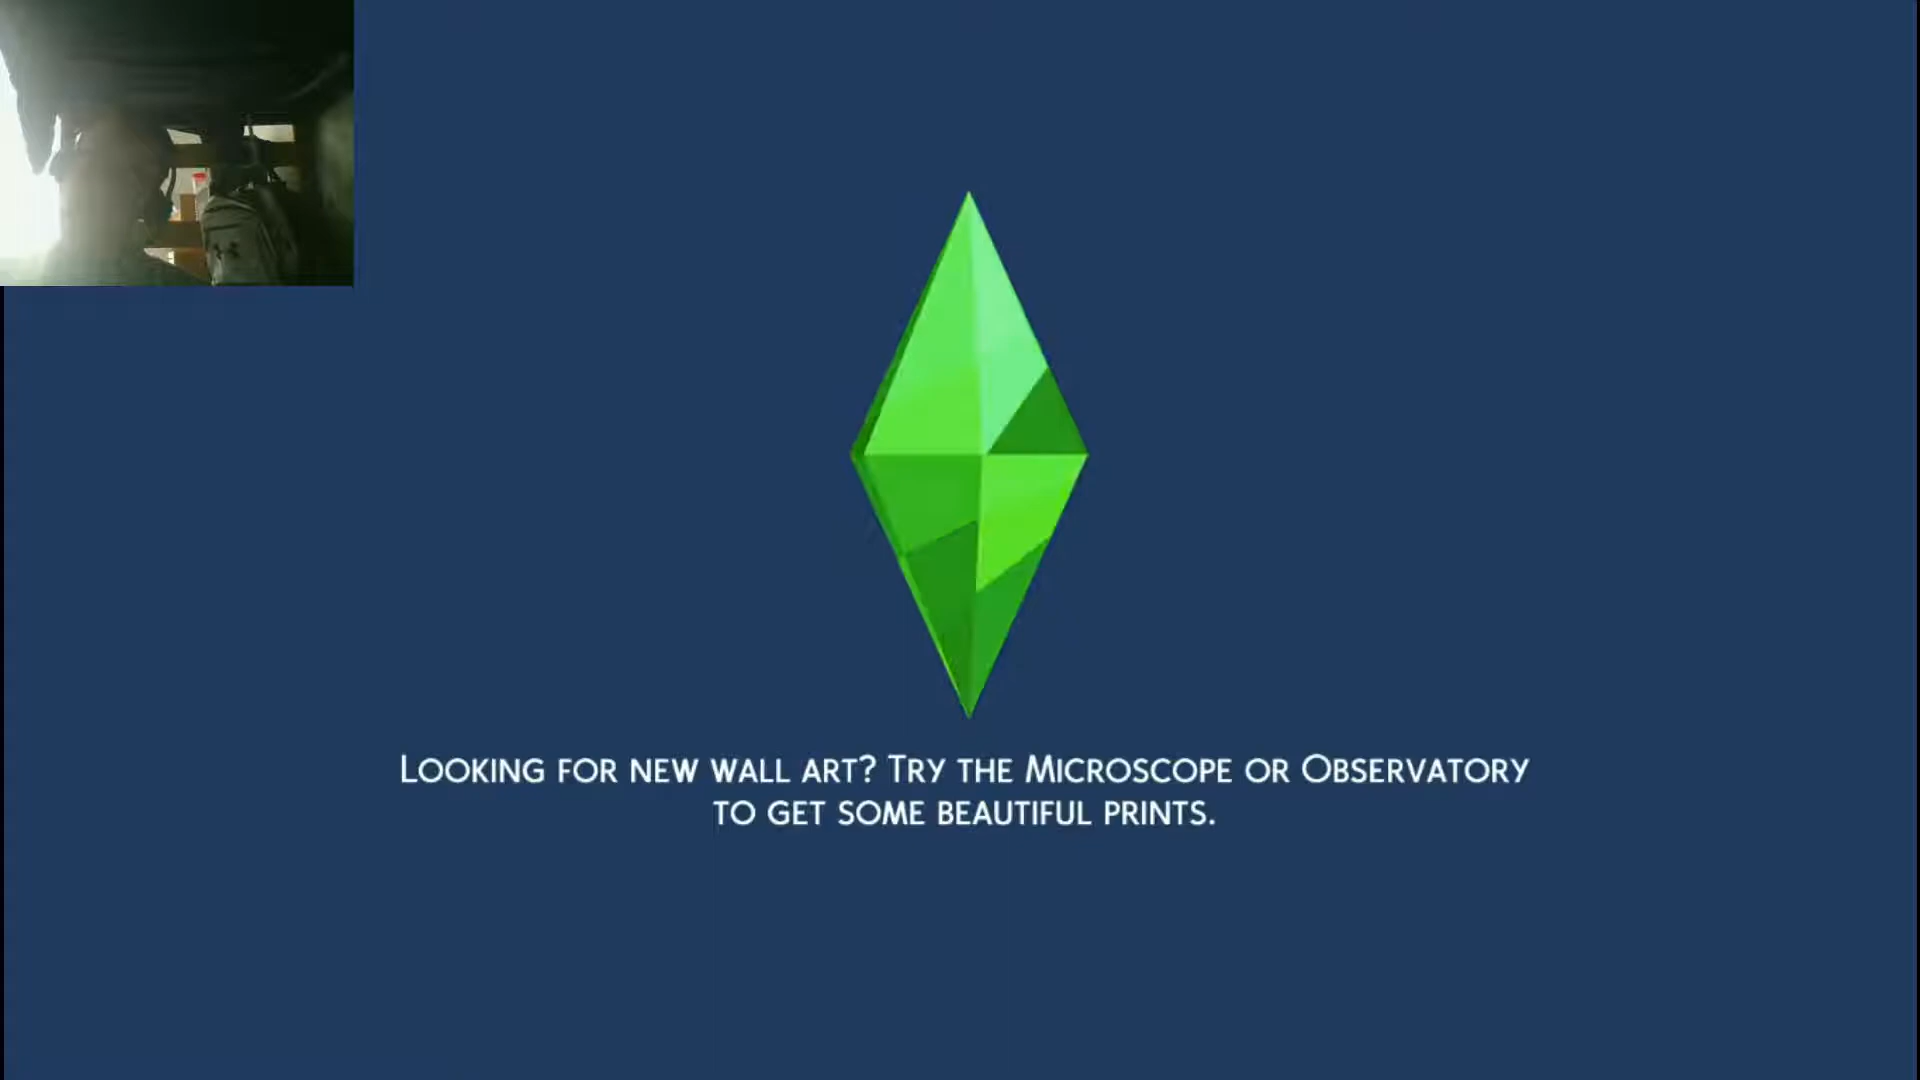 Looking for new wall art? Try the Microscope or Observatory
to get some beautiful prints.